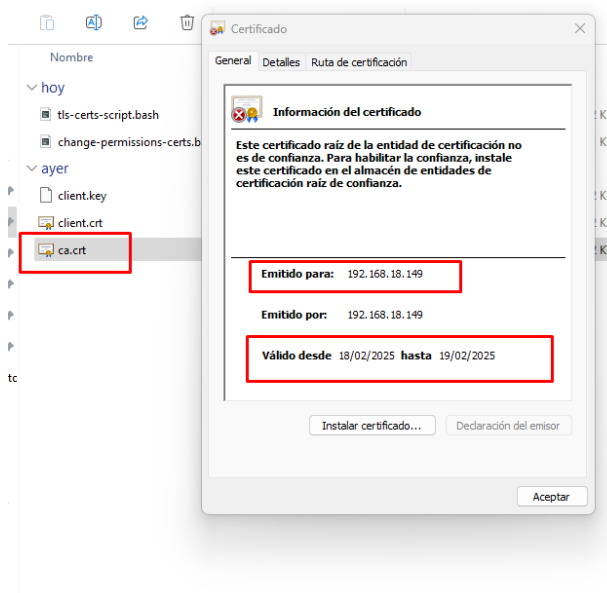 Nombre
hoy
tls-certs-script.bash
change-permissions-certs.b
ayer
client.key
client.crt
ca.crt
Certificado
General Detalles Ruta de certificación
Información del certificado
Este certificado raíz de la entidad de certificación no
es de confianza. Para habilitar la confianza, instale
este certificado en el almacén de entidades de
certificación raíz de confianza.
Emitido para: 192.168.18.149
Emitido por: 192.168.18.149
Válido desde 18/02/2025 hasta 19/02/2025
Instalar certificado... Declaración del emisor
Aceptar